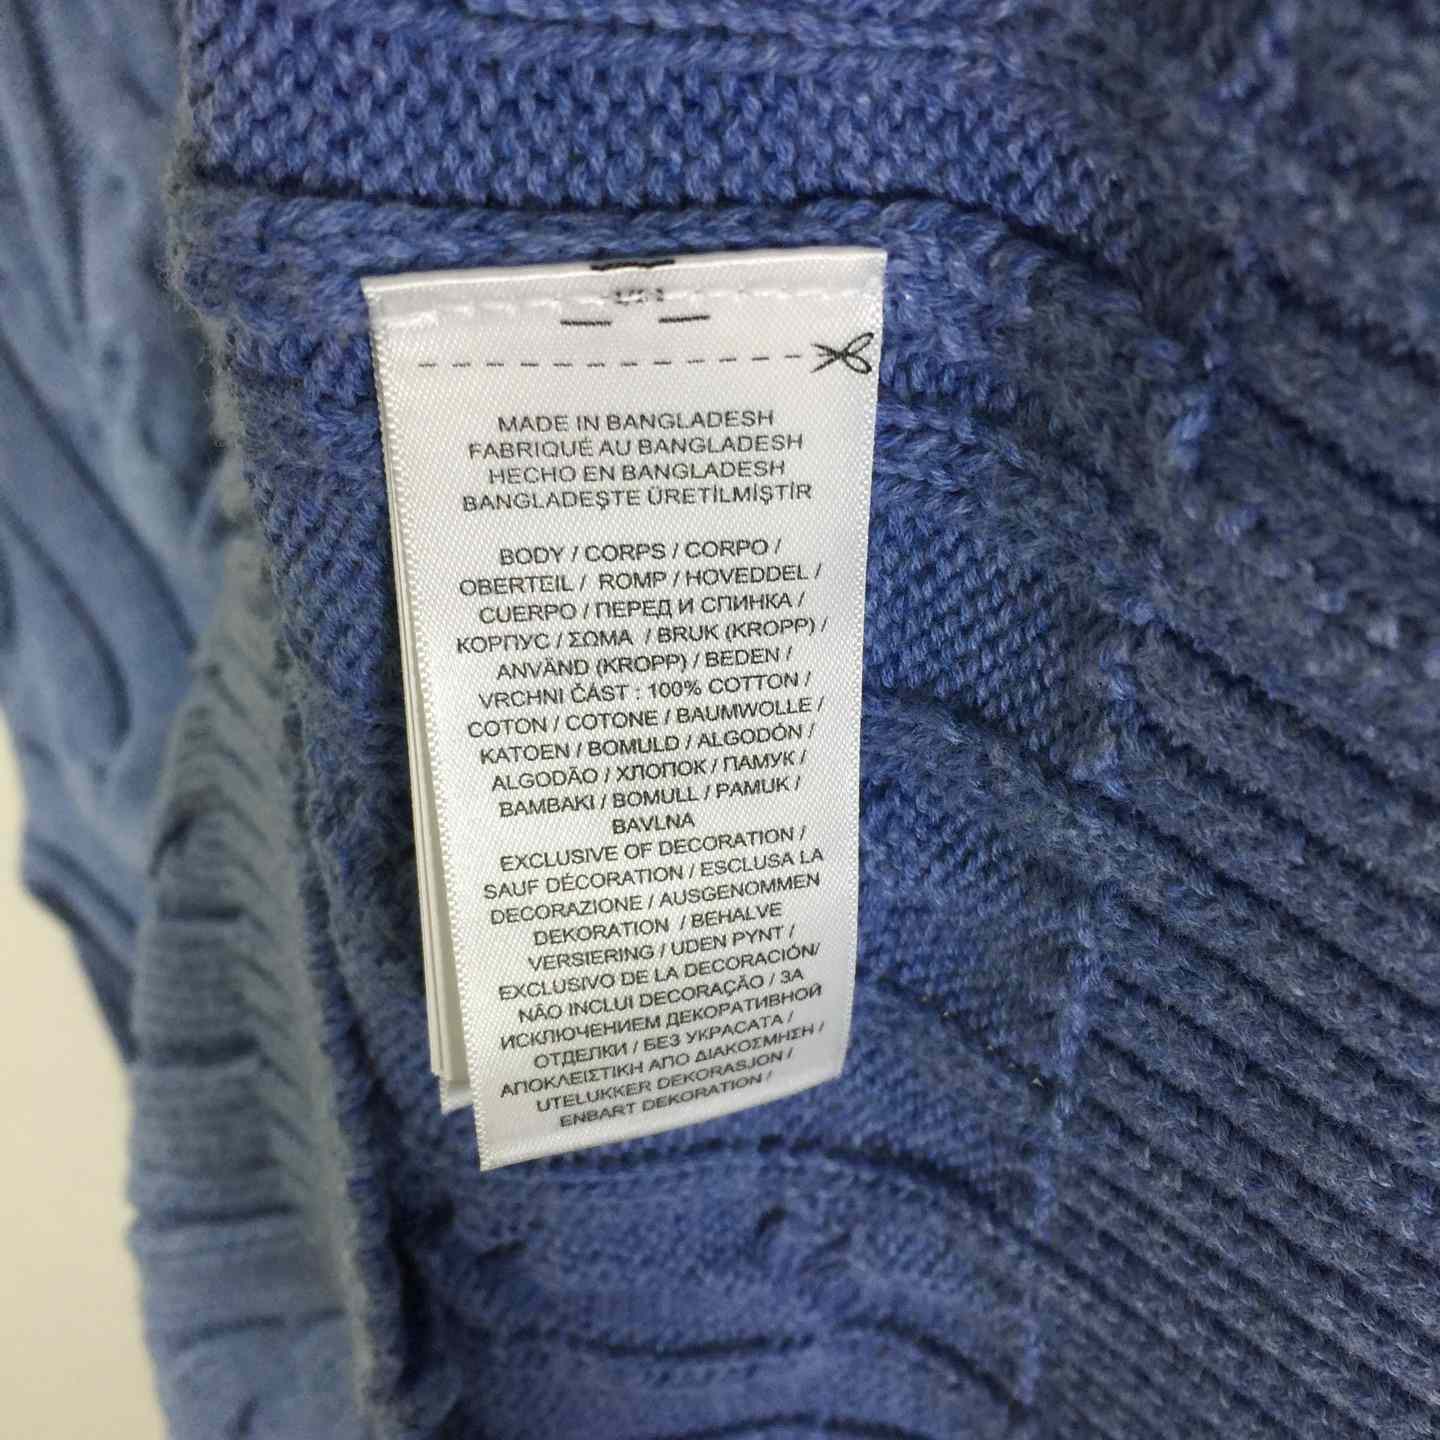 MADE IN BANGLADESH
FABRIQUÉ AU BANGLADESH
HECHO EN BANGLADESH
BANGLADEŞTE ÜRETİLMİŞTİR
BODY / CORPS / CORPO /
OBERTEIL / ROMP / HOVEDDEL /
CUERPO / ПЕРЕД И СПИНКА /
КОРПУС / ΣΩΜΑ / BRUK (KROPP) /
ANVÄND (KROPP) / BEDEN /
VRCHNI ČÁST : 100% COTTON /
COTON / COTONE / BAUMWOLLE /
KATOEN / BOMULD / ALGODÓN /
ALGODÃO / ХЛОПОК / ПАМУК /
BAMBAKI / BOMULL / PAMUK /
BAVLNA
EXCLUSIVE OF DECORATION /
SAUF DÉCORATION / ESCLUSA LA
DECORAZIONE / AUSGENOMMEN
DEKORATION / BEHALVE
VERSIERING / UDEN PYNT /
EXCLUSIVO DE LA DECORACIÓN/
NÃO INCLUI DECORAÇÃO / ЗА
ИСКЛЮЧЕНИЕМ ДЕКОРАТИВНОЙ
ОТДЕЛКИ / БЕЗ УКРАСАТА /
ΑΠΟΚΛΕΙΣΤΙΚΗ ΑΠΟ ΔΙΑΚΟΣΜΗΣΗ /
UTELUKKER DEKORASJON /
ENBART DEKORATION /